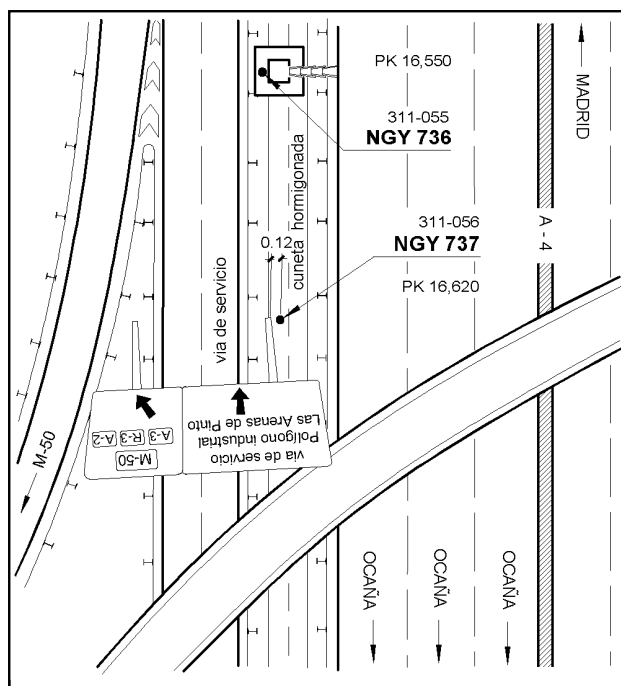 PK 16,550
MADRID
311-055
NGY 736
cuneta hormigonada
0.12
311-056
NGY 737
A - 4
PK 16,620
via de servicio
M-50
A-3 R-3 A-2
M-50
via de servicio
Polígono industrial
Las Arenas de Pinto
OCAÑA
OCAÑA
OCAÑA